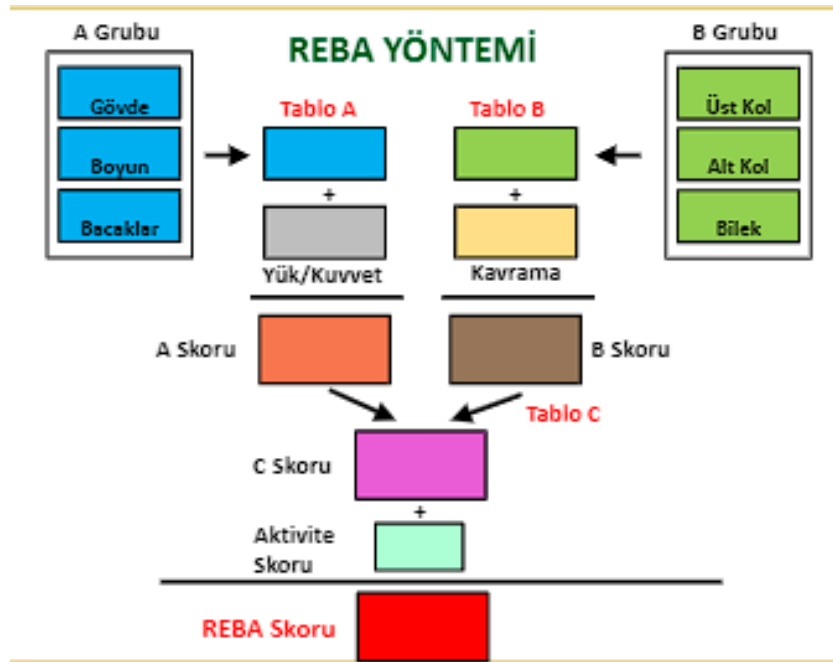 A Grubu
REBA YÖNTEMİ
B Grubu
Gövde
Boyun
Bacaklar
Tablo A
Tablo B
Üst Kol
Alt Kol
Bilek
+
+
Yük/Kuvvet
Kavrama
A Skoru
B Skoru
Tablo C
C Skoru
+
Aktivite
Skoru
REBA Skoru